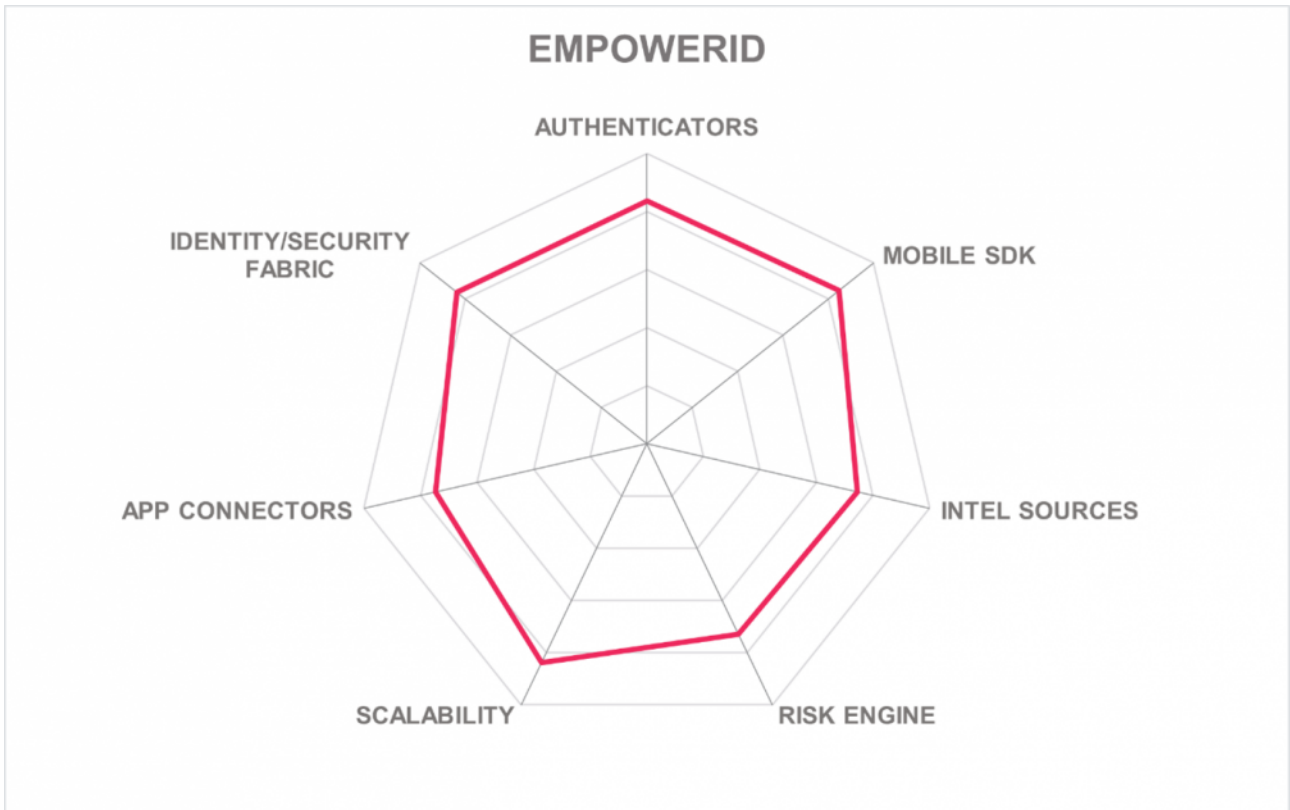 EMPOWERID
AUTHENTICATORS
IDENTITY/SECURITY
FABRIC
MOBILE SDK
APP CONNECTORS
INTEL SOURCES
SCALABILITY
RISK ENGINE